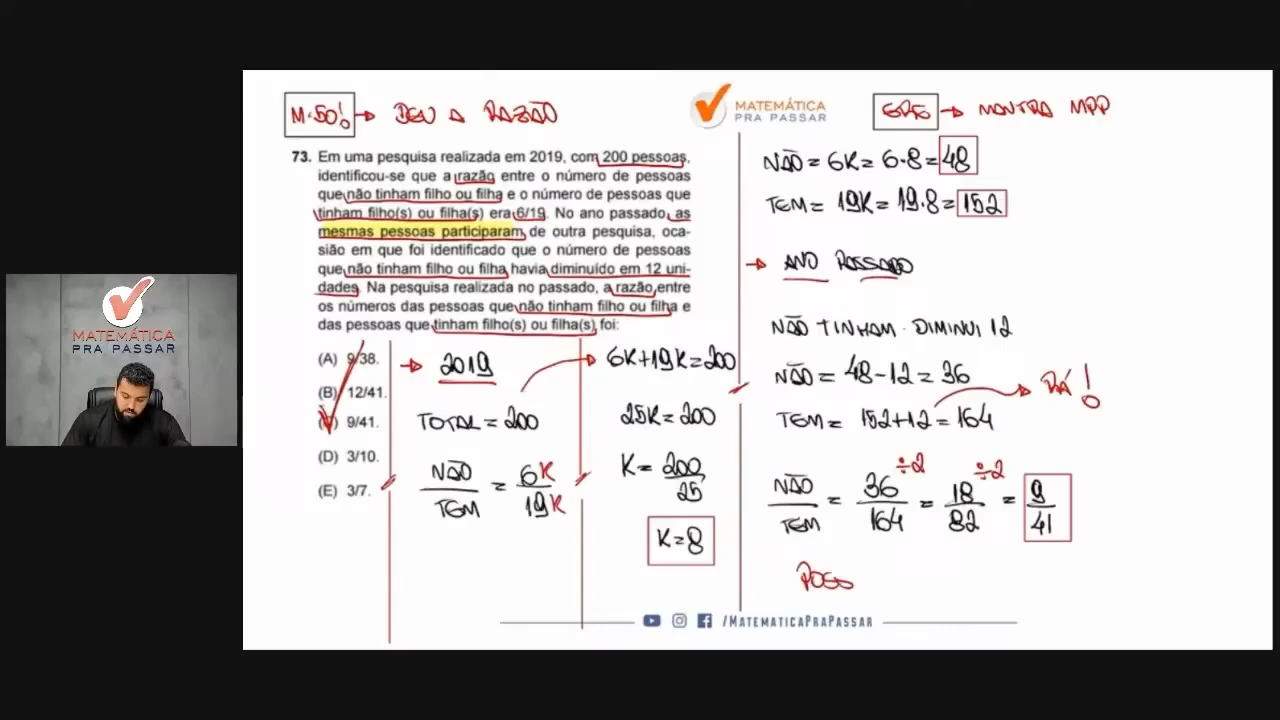 M.50! → DEU A RAZÃO
MATEMÁTICA
PRA PASSAR
→ MONTRA MPP
73. Em uma pesquisa realizada em 2019, com 200 pessoas,
identificou-se que a razão entre o número de pessoas
que não tinham filho ou filha e o número de pessoas que
tinham filho(s) ou filha(s) era 6/19. No ano passado, as
mesmas pessoas participaram de outra pesquisa, oca-
sião em que foi identificado que o número de pessoas
que não tinham filho ou filha havia diminuído em 12 uni-
dades. Na pesquisa realizada no passado, a razão entre
os números das pessoas que não tinham filho ou filha e
das pessoas que tinham filho(s) ou filha(s) foi:
(A) 9/38.
(B) 12/41.
(C) 9/41.
(D) 3/10.
(E) 3/7.
→ 2019
TOTAL = 200
NÃO/TEM = 6K/19K
6K+19K=200
25K=200
K=200/25
K=8
NÃO = 6K = 6·8 = 48
TEM = 19K = 19·8 = 152
→ ANO PASSADO
NÃO TINHAM · DIMINUI 12
NÃO = 48-12 = 36
→ RÁ!
TEM = 152+12 = 164
NÃO/TEM = 36/164 ÷2 = 18/82 ÷2 = 9/41
MATEMÁTICA
PRA PASSAR
/MATEMATICAPRAPASSAR